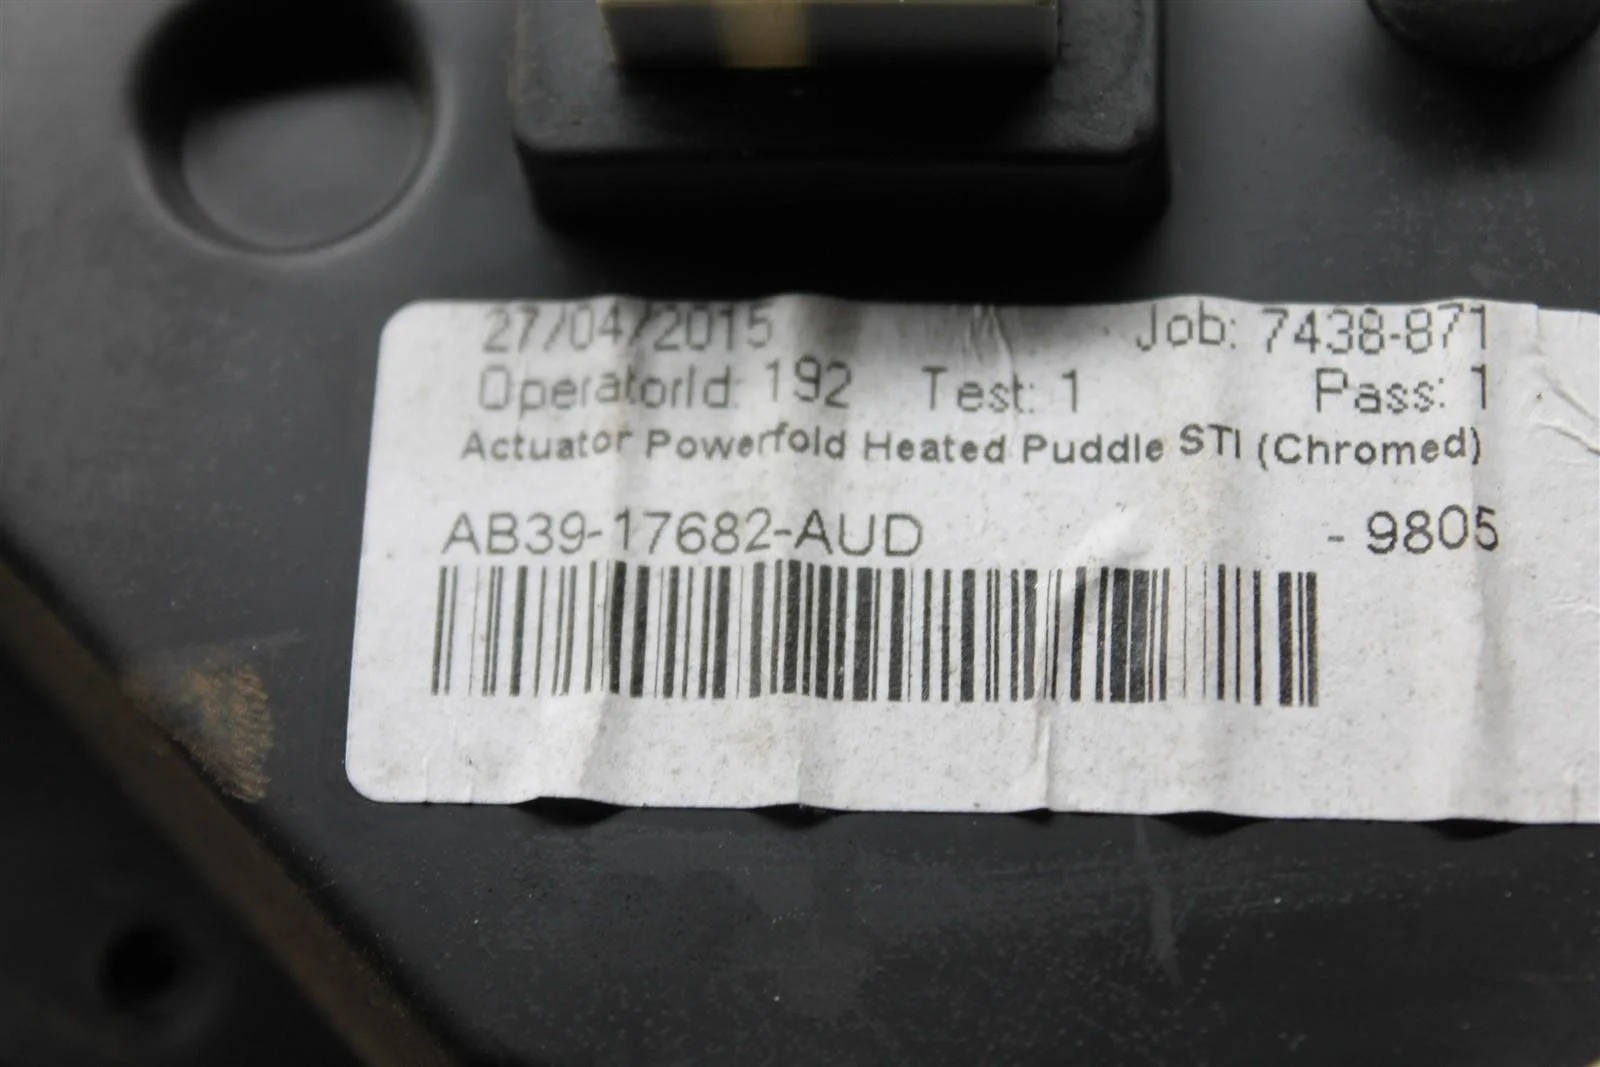 27/04/2015 Job: 7438-871
OperatorId: 192 Test: 1 Pass: 1
Actuator Powerfold Heated Puddle STI (Chromed)
AB39-17682-AUD - 9805